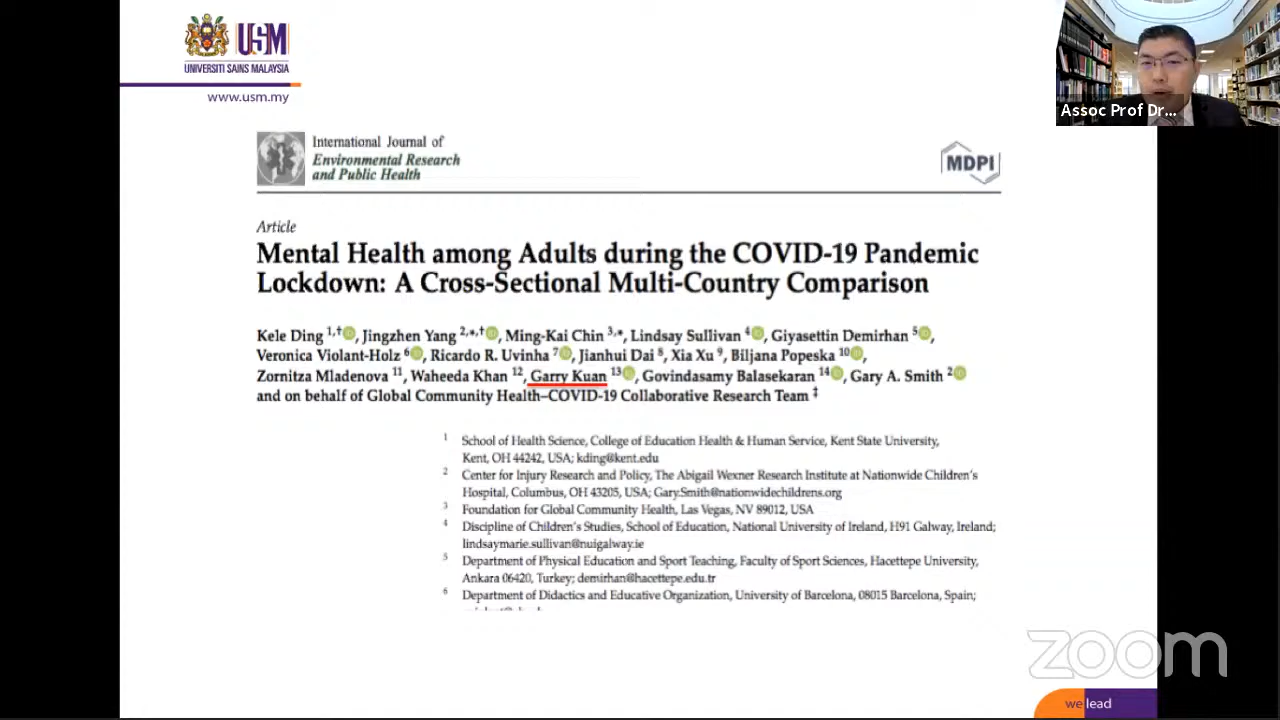 USM
UNIVERSITI SAINS MALAYSIA
www.usm.my
Assoc Prof Dr...
International Journal of
Environmental Research
and Public Health
MDPI
Article
Mental Health among Adults during the COVID-19 Pandemic
Lockdown: A Cross-Sectional Multi-Country Comparison
Kele Ding 1,†, Jingzhen Yang 2,*,†, Ming-Kai Chin 3,*, Lindsay Sullivan 4, Giyasettin Demirhan 5,
Veronica Violant-Holz 6, Ricardo R. Uvinha 7, Jianhui Dai 8, Xia Xu 9, Biljana Popeska 10,
Zornitza Mladenova 11, Waheeda Khan 12, Garry Kuan 13, Govindasamy Balasekaran 14, Gary A. Smith 2
and on behalf of Global Community Health–COVID-19 Collaborative Research Team ‡
1 School of Health Science, College of Education Health & Human Service, Kent State University,
Kent, OH 44242, USA; kding@kent.edu
2 Center for Injury Research and Policy, The Abigail Wexner Research Institute at Nationwide Children's
Hospital, Columbus, OH 43205, USA; Gary.Smith@nationwidechildrens.org
3 Foundation for Global Community Health, Las Vegas, NV 89012, USA
4 Discipline of Children's Studies, School of Education, National University of Ireland, H91 Galway, Ireland;
lindsaymarie.sullivan@nuigalway.ie
5 Department of Physical Education and Sport Teaching, Faculty of Sport Sciences, Hacettepe University,
Ankara 06420, Turkey; demirhan@hacettepe.edu.tr
6 Department of Didactics and Educative Organization, University of Barcelona, 08015 Barcelona, Spain;
zoom
we lead